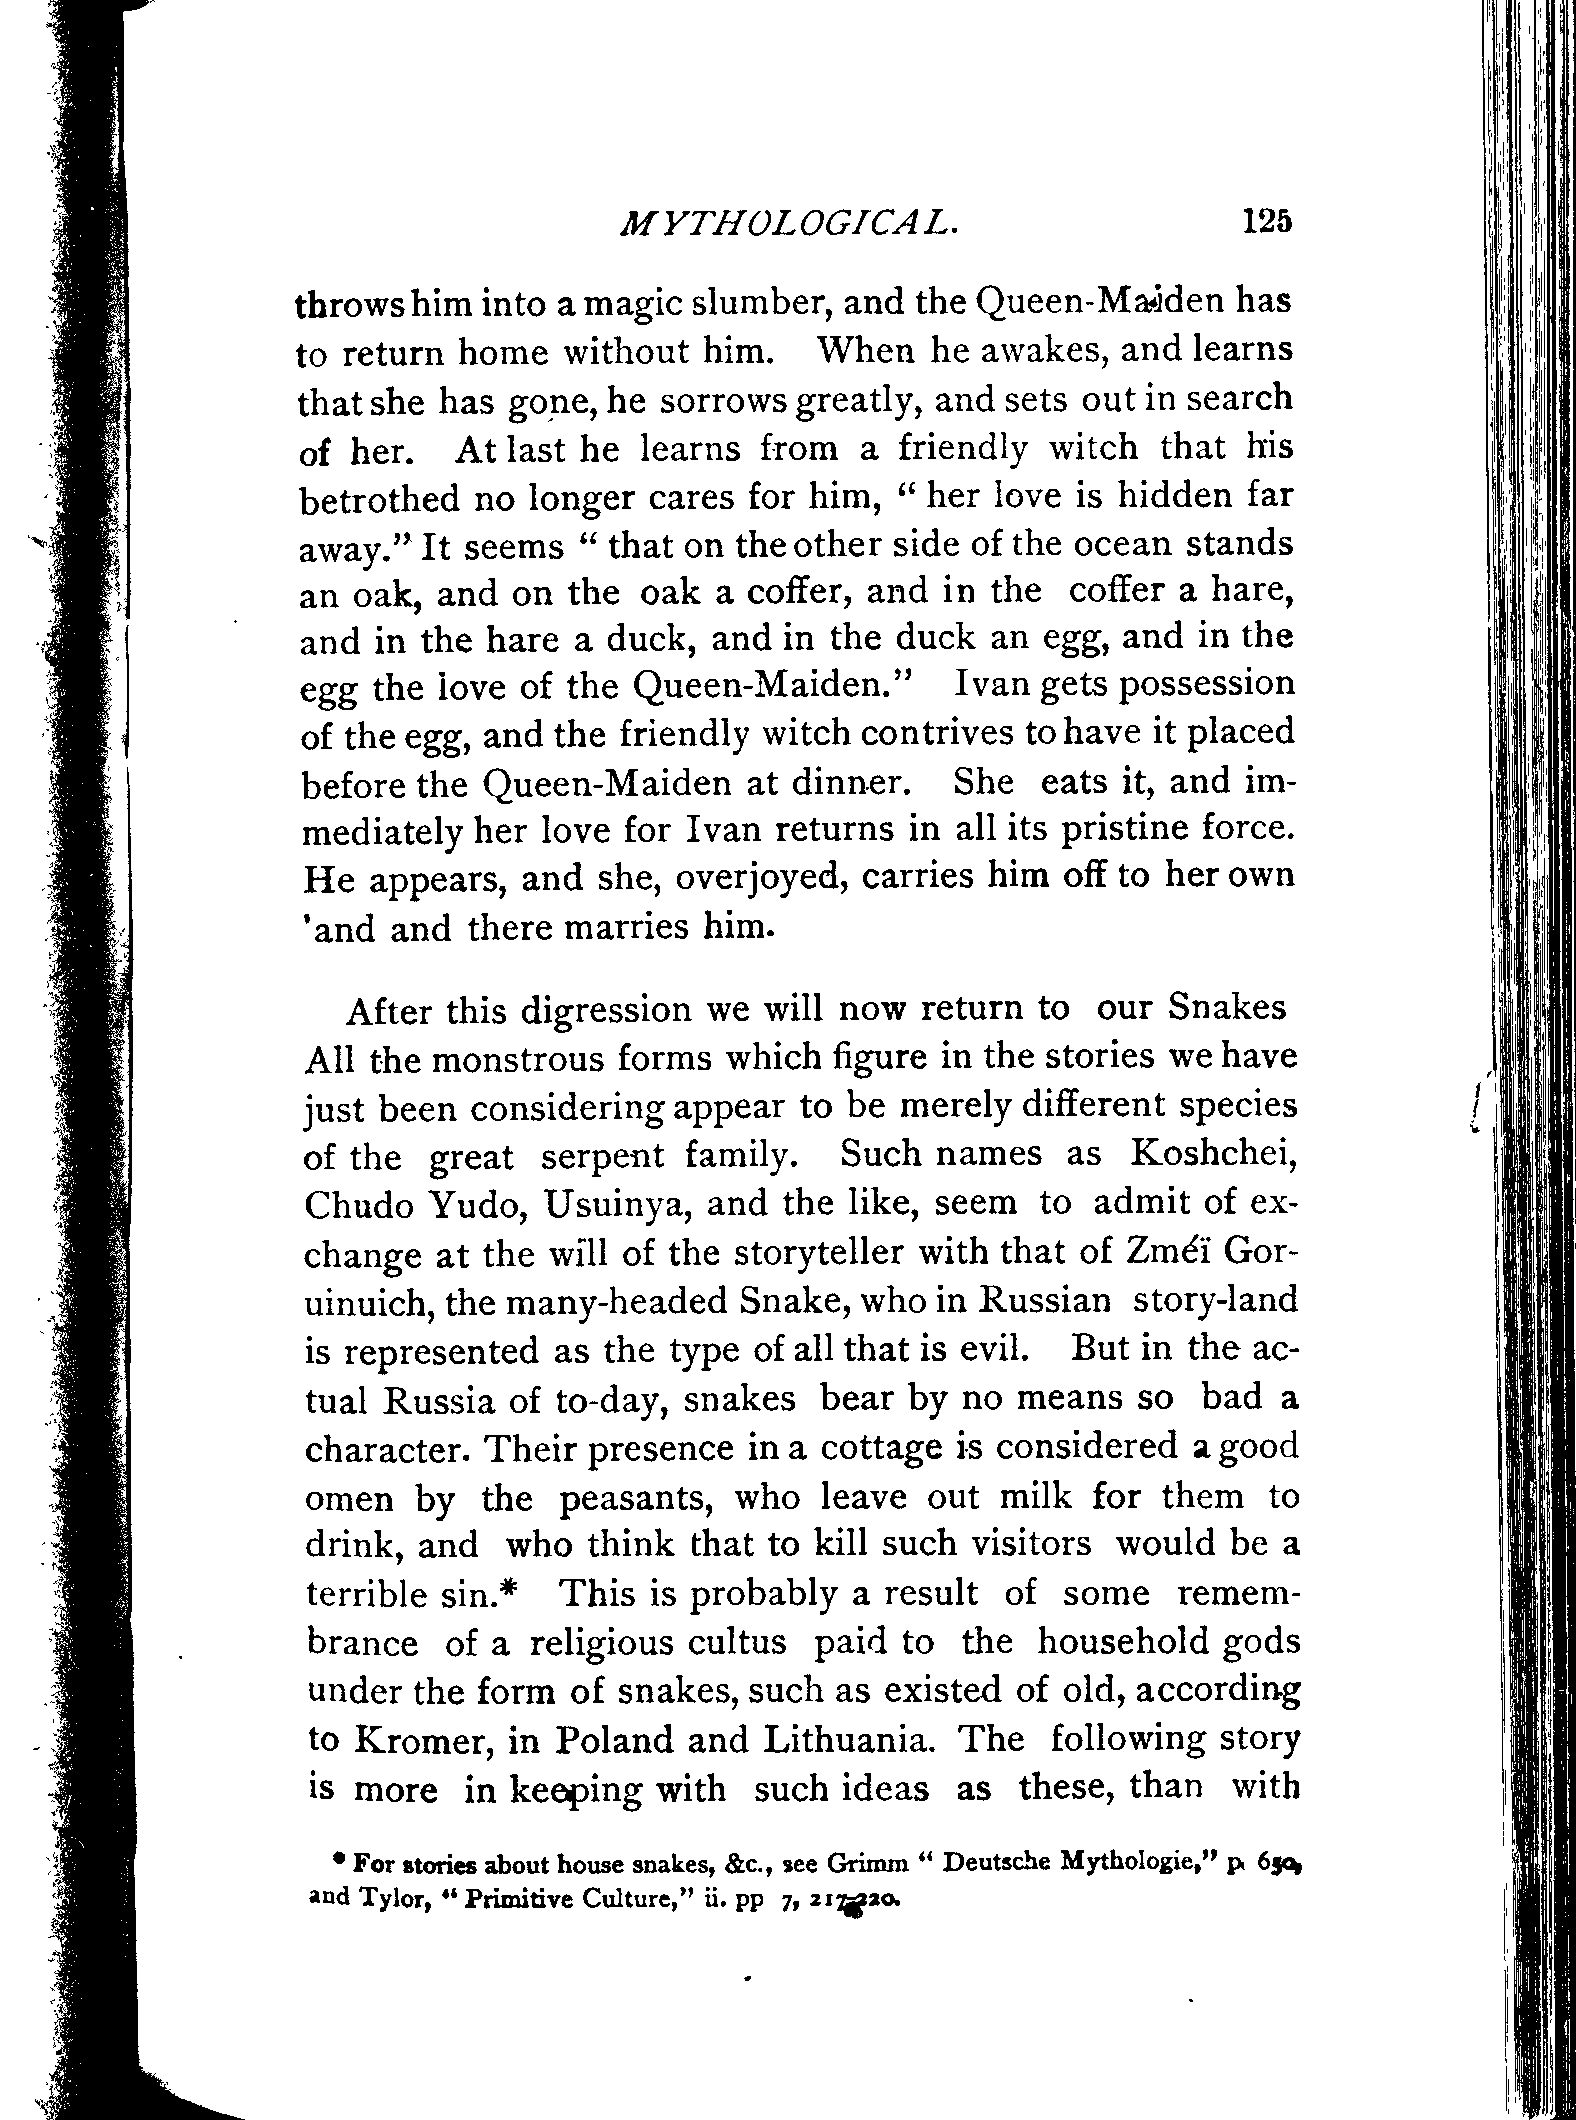 MYTHOLOGICAL. 125
throws him into a magic slumber, and the Queen-Maiden has
to return home without him. When he awakes, and learns
that she has gone, he sorrows greatly, and sets out in search
of her. At last he learns from a friendly witch that his
betrothed no longer cares for him, “ her love is hidden far
away.” It seems “ that on the other side of the ocean stands
an oak, and on the oak a coffer, and in the coffer a hare,
and in the hare a duck, and in the duck an egg, and in the
egg the love of the Queen-Maiden.” Ivan gets possession
of the egg, and the friendly witch contrives to have it placed
before the Queen-Maiden at dinner. She eats it, and im-
mediately her love for Ivan returns in all its pristine force.
He appears, and she, overjoyed, carries him off to her own
'and and there marries him.
After this digression we will now return to our Snakes
All the monstrous forms which figure in the stories we have
just been considering appear to be merely different species
of the great serpent family. Such names as Koshchei,
Chudo Yudo, Usuinya, and the like, seem to admit of ex-
change at the will of the storyteller with that of Zméï Gor-
uinuich, the many-headed Snake, who in Russian story-land
is represented as the type of all that is evil. But in the ac-
tual Russia of to-day, snakes bear by no means so bad a
character. Their presence in a cottage is considered a good
omen by the peasants, who leave out milk for them to
drink, and who think that to kill such visitors would be a
terrible sin.* This is probably a result of some remem-
brance of a religious cultus paid to the household gods
under the form of snakes, such as existed of old, according
to Kromer, in Poland and Lithuania. The following story
is more in keeping with such ideas as these, than with
* For stories about house snakes, &c., see Grimm “ Deutsche Mythologie,” p. 650,
and Tylor, “ Primitive Culture,” ii. pp 7, 217-220.